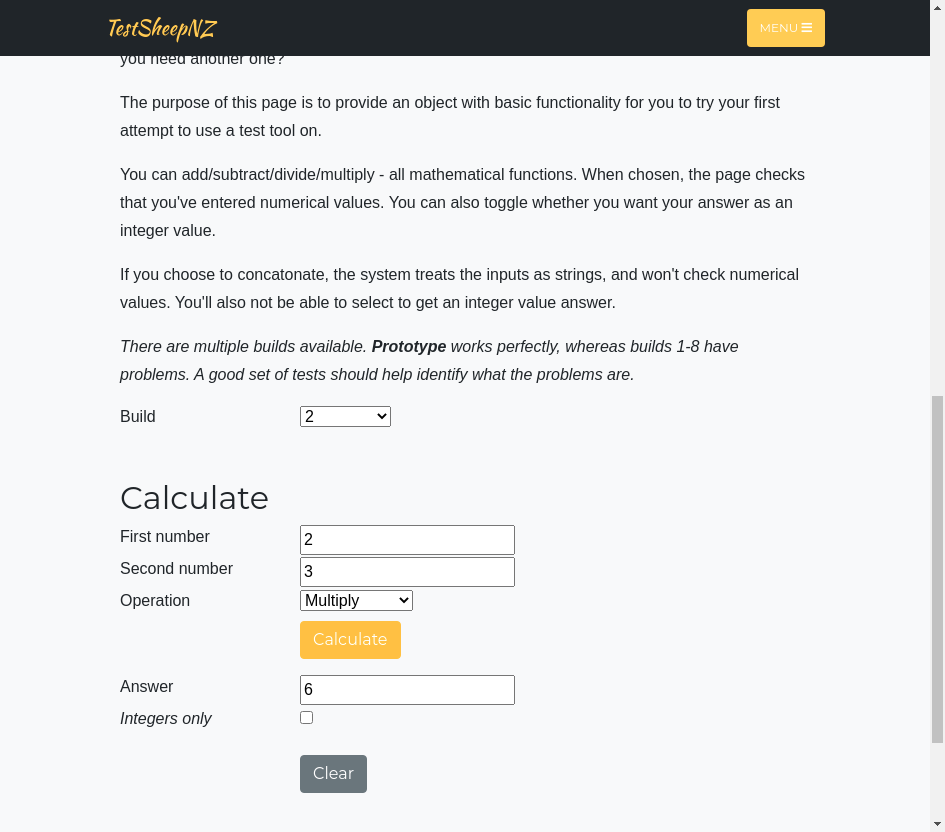 TestSheepNZ
MENU
you need another one?
The purpose of this page is to provide an object with basic functionality for you to try your first
attempt to use a test tool on.
You can add/subtract/divide/multiply - all mathematical functions. When chosen, the page checks
that you've entered numerical values. You can also toggle whether you want your answer as an
integer value.
If you choose to concatonate, the system treats the inputs as strings, and won't check numerical
values. You'll also not be able to select to get an integer value answer.
There are multiple builds available. Prototype works perfectly, whereas builds 1-8 have
problems. A good set of tests should help identify what the problems are.
Build 2
Calculate
First number 2
Second number 3
Operation Multiply
Calculate
Answer 6
Integers only
Clear